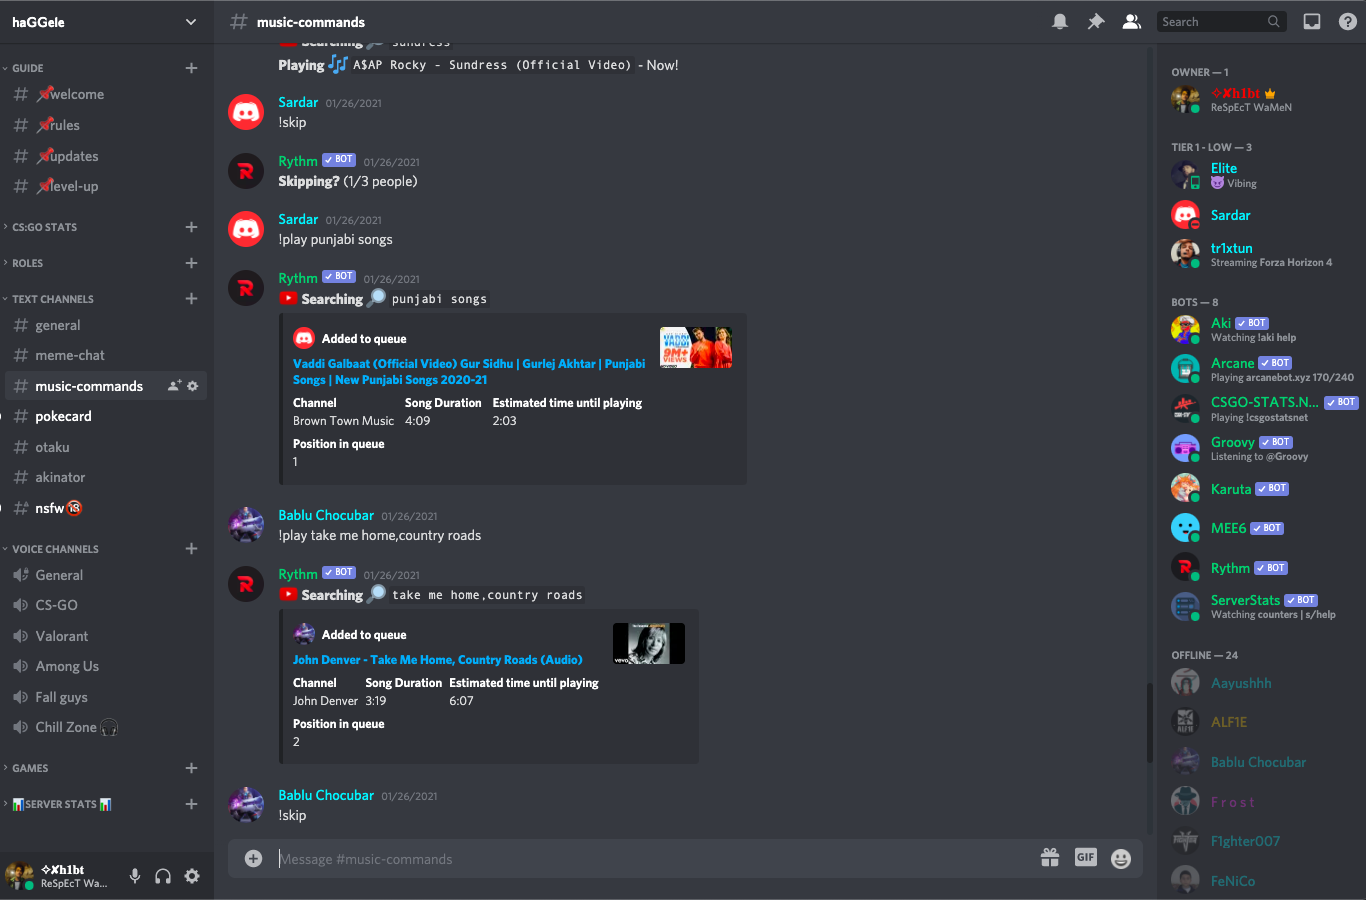 haGGele
# music-commands
Search
GUIDE
# 📌welcome
# 📌rules
# 📌updates
# 📌level-up
CS:GO STATS
ROLES
TEXT CHANNELS
# general
# meme-chat
# music-commands
# pokecard
# otaku
# akinator
# nsfw🔞
VOICE CHANNELS
General
CS-GO
Valorant
Among Us
Fall guys
Chill Zone🎧
GAMES
📊SERVER STATS📊
✧✘h1bt
ReSpEcT Wa...
Searching 🔎 sundress
Playing 🎶 A$AP Rocky - Sundress (Official Video) - Now!
Sardar 01/26/2021
!skip
Rythm ✓ BOT 01/26/2021
Skipping? (1/3 people)
Sardar 01/26/2021
!play punjabi songs
Rythm ✓ BOT 01/26/2021
Searching 🔎 punjabi songs
Added to queue
Vaddi Galbaat (Official Video) Gur Sidhu | Gurlej Akhtar | Punjabi
Songs | New Punjabi Songs 2020-21
VADDI
9M+
VIEWS
Channel Song Duration Estimated time until playing
Brown Town Music 4:09 2:03
Position in queue
1
Bablu Chocubar 01/26/2021
!play take me home,country roads
Rythm ✓ BOT 01/26/2021
Searching 🔎 take me home,country roads
Added to queue
John Denver - Take Me Home, Country Roads (Audio)
vevo
Channel Song Duration Estimated time until playing
John Denver 3:19 6:07
Position in queue
2
Bablu Chocubar 01/26/2021
!skip
Message #music-commands
GIF
OWNER — 1
✧✘h1bt
ReSpEcT WaMeN
TIER 1 - LOW — 3
Elite
😈 Vibing
Sardar
tr1xtun
Streaming Forza Horizon 4
BOTS — 8
Aki ✓ BOT
Watching !aki help
Arcane ✓ BOT
Playing arcanebot.xyz 170/240
CSGO-STATS.N... ✓ BOT
Playing !csgostatsnet
Groovy ✓ BOT
Listening to @Groovy
Karuta ✓ BOT
MEE6 ✓ BOT
Rythm ✓ BOT
ServerStats ✓ BOT
Watching counters | s/help
OFFLINE — 24
Aayushhh
ALF1E
Bablu Chocubar
F r o s t
F1ghter007
FeNiCo